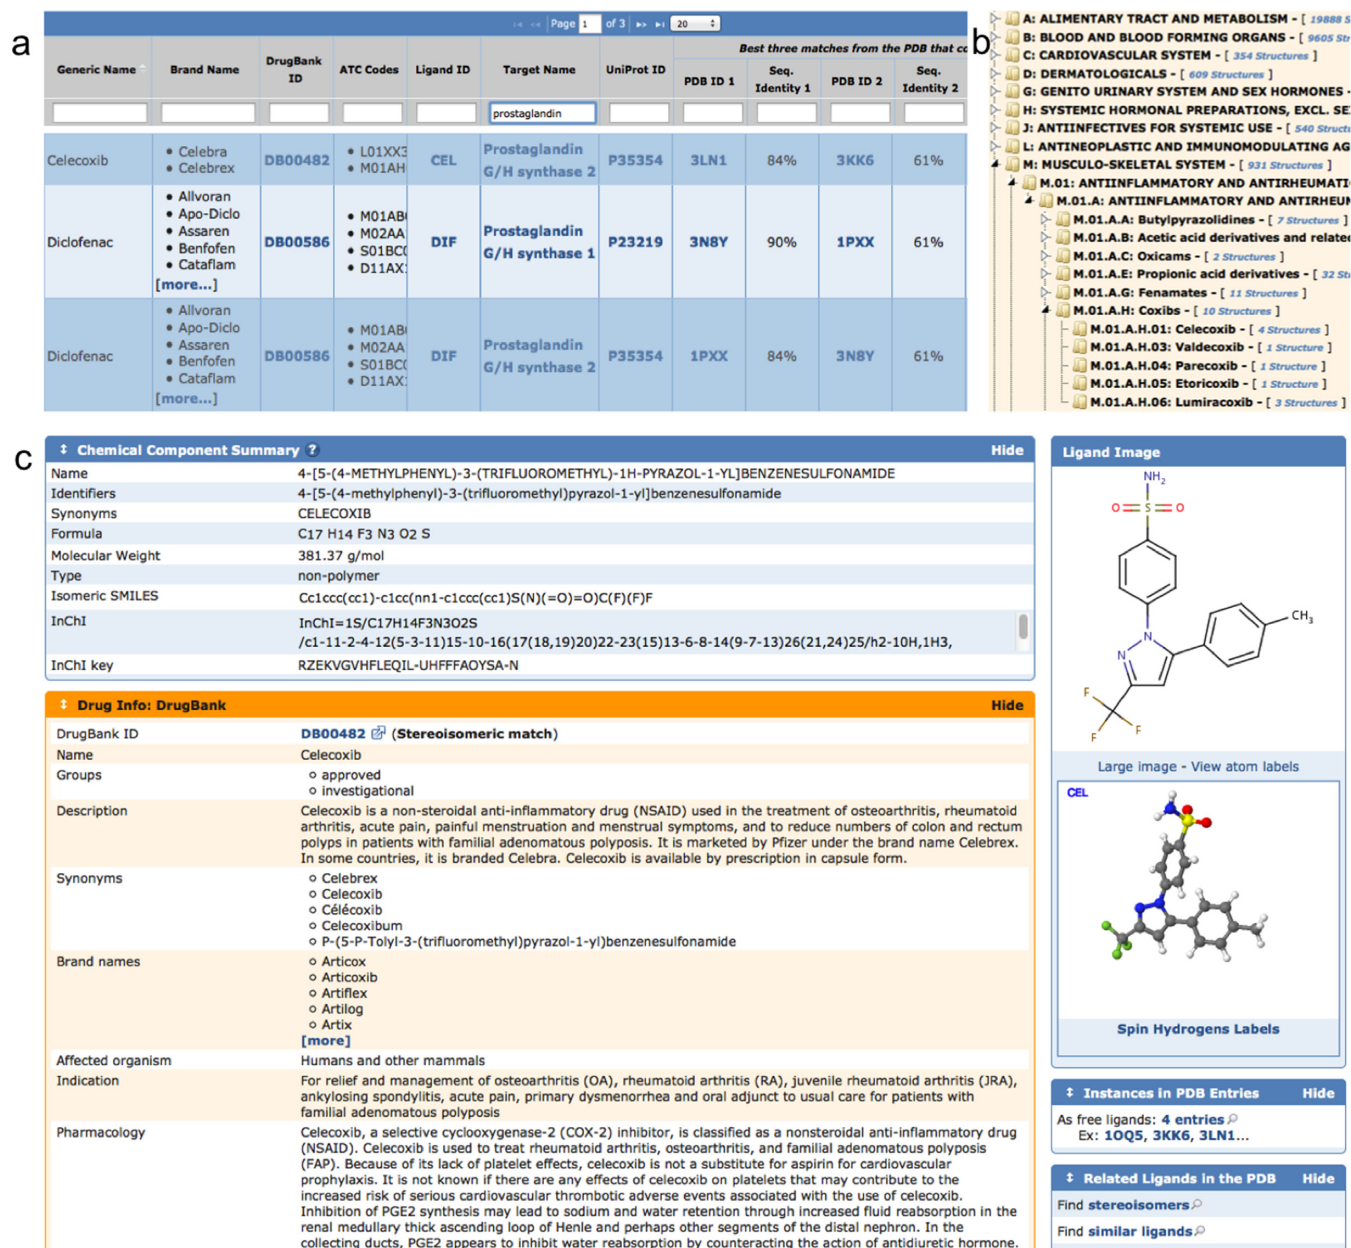 a
Page 1 of 3 20
Best three matches from the PDB that co
Generic Name Brand Name DrugBank ID ATC Codes Ligand ID Target Name UniProt ID PDB ID 1 Seq. Identity 1 PDB ID 2 Seq. Identity 2
prostaglandin
Celecoxib • Celebra • Celebrex DB00482 • L01XX3 • M01AH CEL Prostaglandin G/H synthase 2 P35354 3LN1 84% 3KK6 61%
Diclofenac • Allvoran • Apo-Diclo • Assaren • Benfofen • Cataflam [more...] DB00586 • M01AB • M02AA • S01BC • D11AX DIF Prostaglandin G/H synthase 1 P23219 3N8Y 90% 1PXX 61%
Diclofenac • Allvoran • Apo-Diclo • Assaren • Benfofen • Cataflam [more...] DB00586 • M01AB • M02AA • S01BC • D11AX DIF Prostaglandin G/H synthase 2 P35354 1PXX 84% 3N8Y 61%
b
A: ALIMENTARY TRACT AND METABOLISM - [ 19888 S
B: BLOOD AND BLOOD FORMING ORGANS - [ 9605 Str
C: CARDIOVASCULAR SYSTEM - [ 354 Structures ]
D: DERMATOLOGICALS - [ 609 Structures ]
G: GENITO URINARY SYSTEM AND SEX HORMONES -
H: SYSTEMIC HORMONAL PREPARATIONS, EXCL. SE
J: ANTIINFECTIVES FOR SYSTEMIC USE - [ 540 Struct
L: ANTINEOPLASTIC AND IMMUNOMODULATING AG
M: MUSCULO-SKELETAL SYSTEM - [ 931 Structures ]
M.01: ANTIINFLAMMATORY AND ANTIRHEUMATI
M.01.A: ANTIINFLAMMATORY AND ANTIRHEUM
M.01.A.A: Butylpyrazolidines - [ 7 Structures ]
M.01.A.B: Acetic acid derivatives and related
M.01.A.C: Oxicams - [ 2 Structures ]
M.01.A.E: Propionic acid derivatives - [ 32 St
M.01.A.G: Fenamates - [ 11 Structures ]
M.01.A.H: Coxibs - [ 10 Structures ]
M.01.A.H.01: Celecoxib - [ 4 Structures ]
M.01.A.H.03: Valdecoxib - [ 1 Structure ]
M.01.A.H.04: Parecoxib - [ 1 Structure ]
M.01.A.H.05: Etoricoxib - [ 1 Structure ]
M.01.A.H.06: Lumiracoxib - [ 3 Structures ]
c
Chemical Component Summary ? Hide
Name 4-[5-(4-METHYLPHENYL)-3-(TRIFLUOROMETHYL)-1H-PYRAZOL-1-YL]BENZENESULFONAMIDE
Identifiers 4-[5-(4-methylphenyl)-3-(trifluoromethyl)pyrazol-1-yl]benzenesulfonamide
Synonyms CELECOXIB
Formula C17 H14 F3 N3 O2 S
Molecular Weight 381.37 g/mol
Type non-polymer
Isomeric SMILES Cc1ccc(cc1)-c1cc(nn1-c1ccc(cc1)S(N)(=O)=O)C(F)(F)F
InChI InChI=1S/C17H14F3N3O2S
/c1-11-2-4-12(5-3-11)15-10-16(17(18,19)20)22-23(15)13-6-8-14(9-7-13)26(21,24)25/h2-10H,1H3,
InChI key RZEKVGVHFLEQIL-UHFFFAOYSA-N
Drug Info: DrugBank Hide
DrugBank ID DB00482 (Stereoisomeric match)
Name Celecoxib
Groups
o approved
o investigational
Description Celecoxib is a non-steroidal anti-inflammatory drug (NSAID) used in the treatment of osteoarthritis, rheumatoid
arthritis, acute pain, painful menstruation and menstrual symptoms, and to reduce numbers of colon and rectum
polyps in patients with familial adenomatous polyposis. It is marketed by Pfizer under the brand name Celebrex.
In some countries, it is branded Celebra. Celecoxib is available by prescription in capsule form.
Synonyms
o Celebrex
o Celecoxib
o Célécoxib
o Celecoxibum
o P-(5-P-Tolyl-3-(trifluoromethyl)pyrazol-1-yl)benzenesulfonamide
Brand names
o Articox
o Articoxib
o Artiflex
o Artilog
o Artix
[more]
Affected organism Humans and other mammals
Indication For relief and management of osteoarthritis (OA), rheumatoid arthritis (RA), juvenile rheumatoid arthritis (JRA),
ankylosing spondylitis, acute pain, primary dysmenorrhea and oral adjunct to usual care for patients with
familial adenomatous polyposis
Pharmacology Celecoxib, a selective cyclooxygenase-2 (COX-2) inhibitor, is classified as a nonsteroidal anti-inflammatory drug
(NSAID). Celecoxib is used to treat rheumatoid arthritis, osteoarthritis, and familial adenomatous polyposis
(FAP). Because of its lack of platelet effects, celecoxib is not a substitute for aspirin for cardiovascular
prophylaxis. It is not known if there are any effects of celecoxib on platelets that may contribute to the
increased risk of serious cardiovascular thrombotic adverse events associated with the use of celecoxib.
Inhibition of PGE2 synthesis may lead to sodium and water retention through increased fluid reabsorption in the
renal medullary thick ascending loop of Henle and perhaps other segments of the distal nephron. In the
collecting ducts, PGE2 appears to inhibit water reabsorption by counteracting the action of antidiuretic hormone.
Ligand Image
NH2
O S O
N
N
CH3
F
F
F
Large image - View atom labels
CEL
Spin Hydrogens Labels
Instances in PDB Entries Hide
As free ligands: 4 entries
Ex: 1OQ5, 3KK6, 3LN1...
Related Ligands in the PDB Hide
Find stereoisomers
Find similar ligands